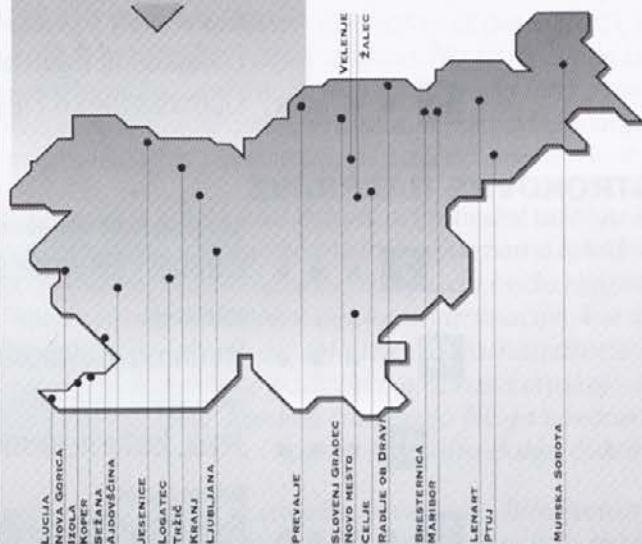 VELENJE
ŽALEC
LUCIJA
NOVA GORICA
IZOLA
KOPER
SEŽANA
AJDOVŠČINA
JESENICE
LOGATEC
TRŽIČ
KRANJ
LJUBLJANA
PREVALJE
SLOVENJ GRADEC
NOVO MESTO
CELJE
RADLJE OB DRAVI
BRESTERNICA
MARIBOR
LENART
PTUJ
MURSKA SOBOTA